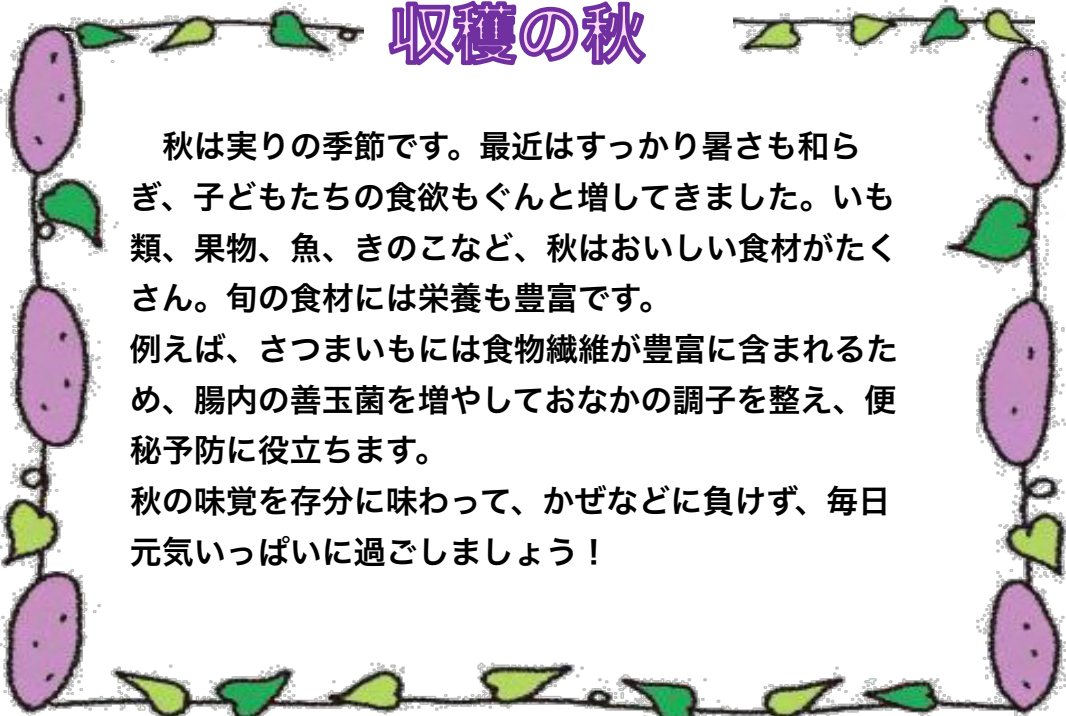 収穫の秋
　秋は実りの季節です。最近はすっかり暑さも和ら
ぎ、子どもたちの食欲もぐんと増してきました。いも
類、果物、魚、きのこなど、秋はおいしい食材がたく
さん。旬の食材には栄養も豊富です。
例えば、さつまいもには食物繊維が豊富に含まれるた
め、腸内の善玉菌を増やしておなかの調子を整え、便
秘予防に役立ちます。
秋の味覚を存分に味わって、かぜなどに負けず、毎日
元気いっぱいに過ごしましょう！